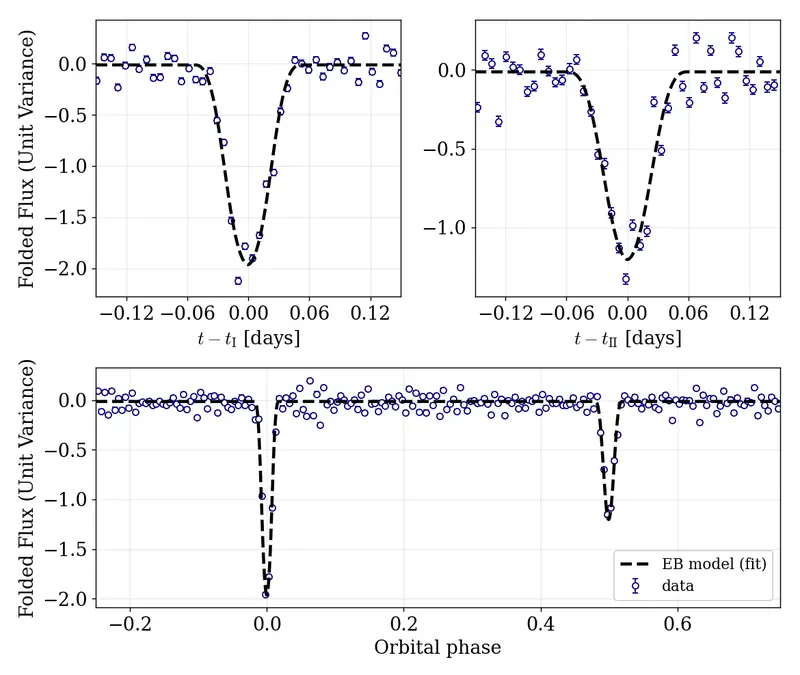 Folded Flux (Unit Variance)
0.0
−0.5
−1.0
−1.5
−2.0
−0.12 −0.06 0.00 0.06 0.12
t − t_I [days]
0.0
−0.5
−1.0
−0.12 −0.06 0.00 0.06 0.12
t − t_II [days]
Folded Flux (Unit Variance)
0.0
−0.5
−1.0
−1.5
−2.0
EB model (fit)
data
−0.2 0.0 0.2 0.4 0.6
Orbital phase